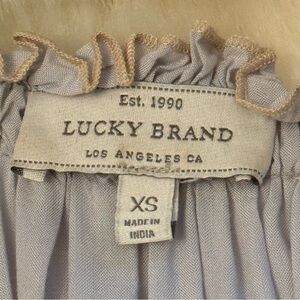 Est. 1990
LUCKY BRAND
LOS ANGELES CA
XS
MADE IN
INDIA